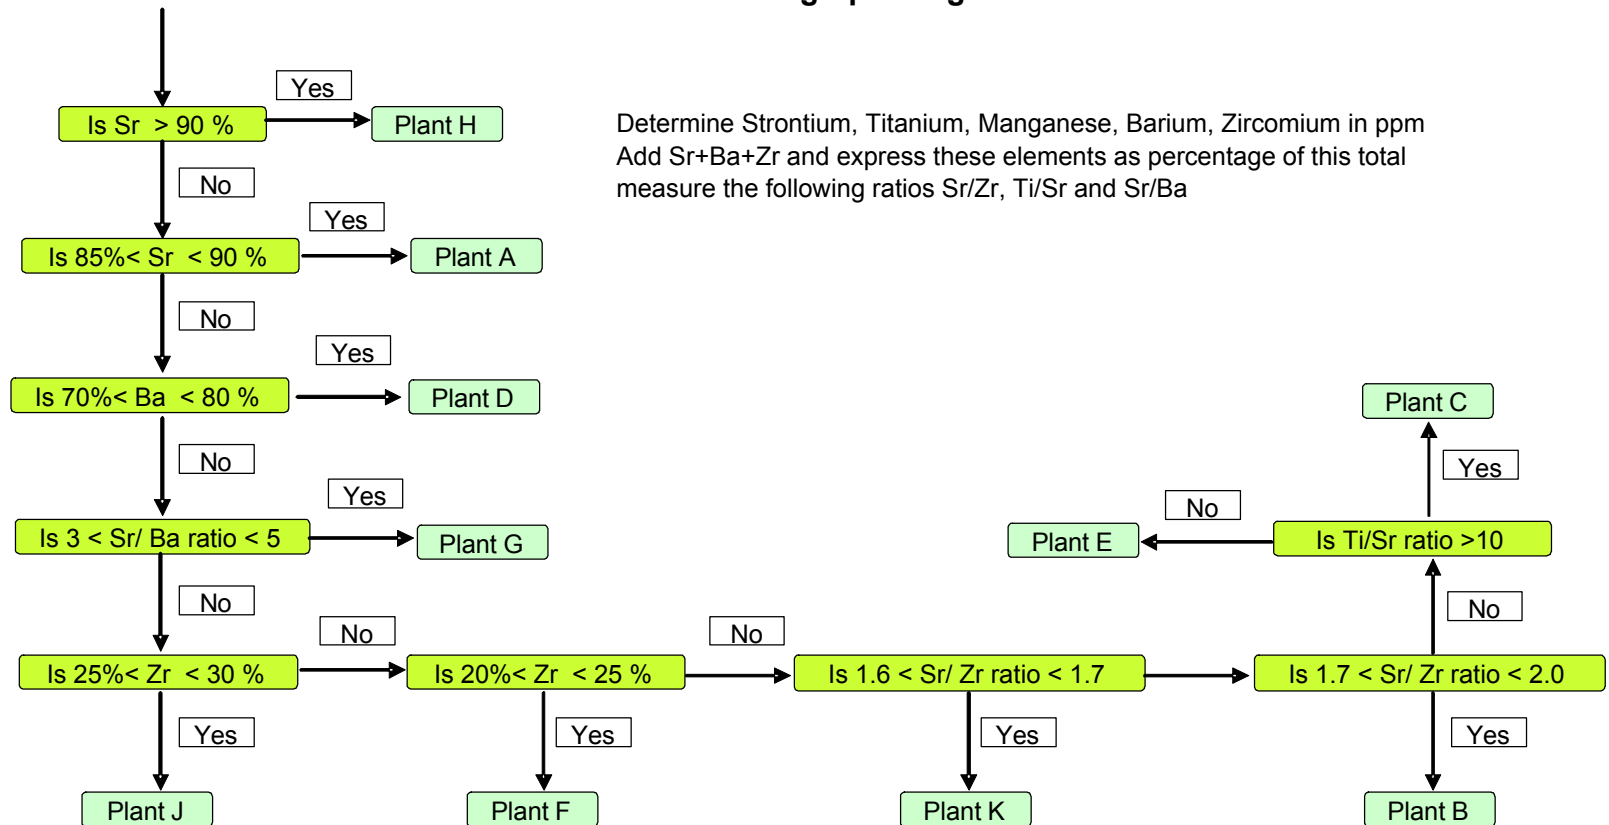 Yes
Is Sr > 90 %
Plant H
Determine Strontium, Titanium, Manganese, Barium, Zircomium in ppm
Add Sr+Ba+Zr and express these elements as percentage of this total
measure the following ratios Sr/Zr, Ti/Sr and Sr/Ba
No
Yes
Is 85%< Sr < 90 %
Plant A
No
Yes
Is 70%< Ba < 80 %
Plant D
Plant C
No
Yes
Yes
No
Is 3 < Sr/ Ba ratio < 5
Plant G
Plant E
Is Ti/Sr ratio >10
No
No
No
No
Is 25%< Zr < 30 %
Is 20%< Zr < 25 %
Is 1.6 < Sr/ Zr ratio < 1.7
Is 1.7 < Sr/ Zr ratio < 2.0
Yes
Yes
Yes
Yes
Plant J
Plant F
Plant K
Plant B